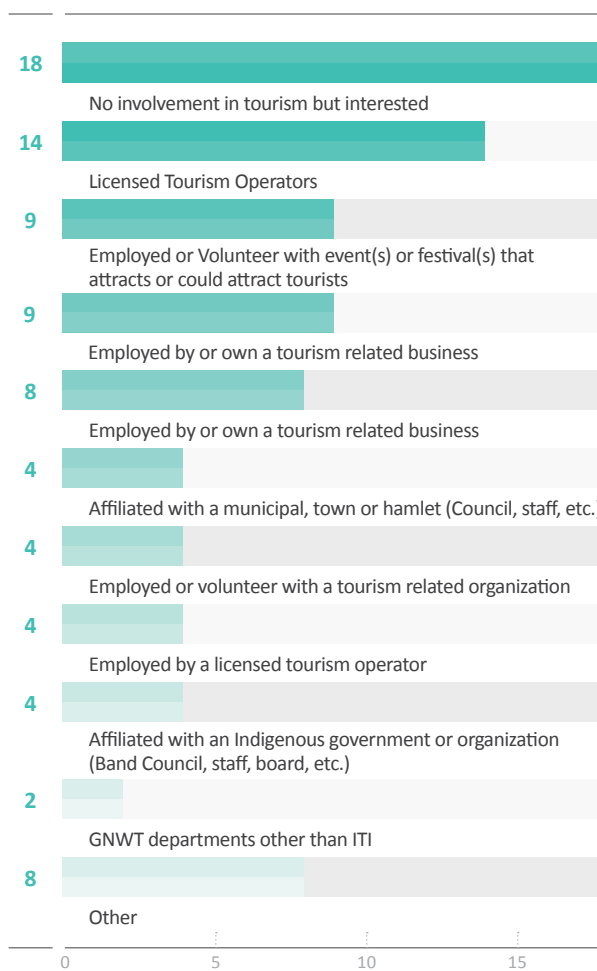 18
No involvement in tourism but interested
14
Licensed Tourism Operators
9
Employed or Volunteer with event(s) or festival(s) that
attracts or could attract tourists
9
Employed by or own a tourism related business
8
Employed by or own a tourism related business
4
Affiliated with a municipal, town or hamlet (Council, staff, etc.)
4
Employed or volunteer with a tourism related organization
4
Employed by a licensed tourism operator
4
Affiliated with an Indigenous government or organization
(Band Council, staff, board, etc.)
2
GNWT departments other than ITI
8
Other
0 5 10 15